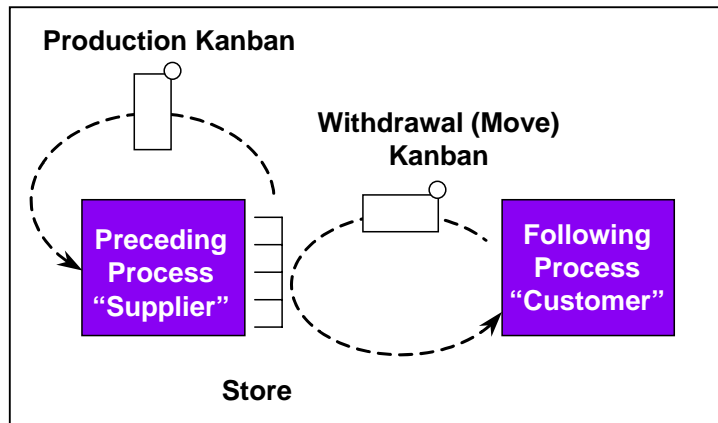 Production Kanban
Withdrawal (Move)
Kanban
Preceding
Process
“Supplier”
Following
Process
“Customer”
Store